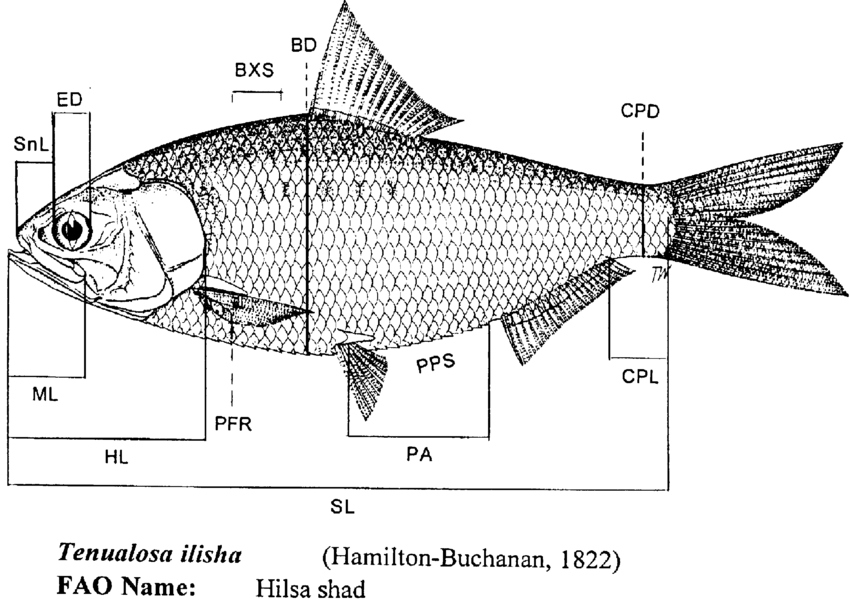 BD
BXS
ED
CPD
SnL
TW
PPS
CPL
ML
PFR
HL
PA
SL
Tenualosa ilisha (Hamilton-Buchanan, 1822)
FAO Name: Hilsa shad